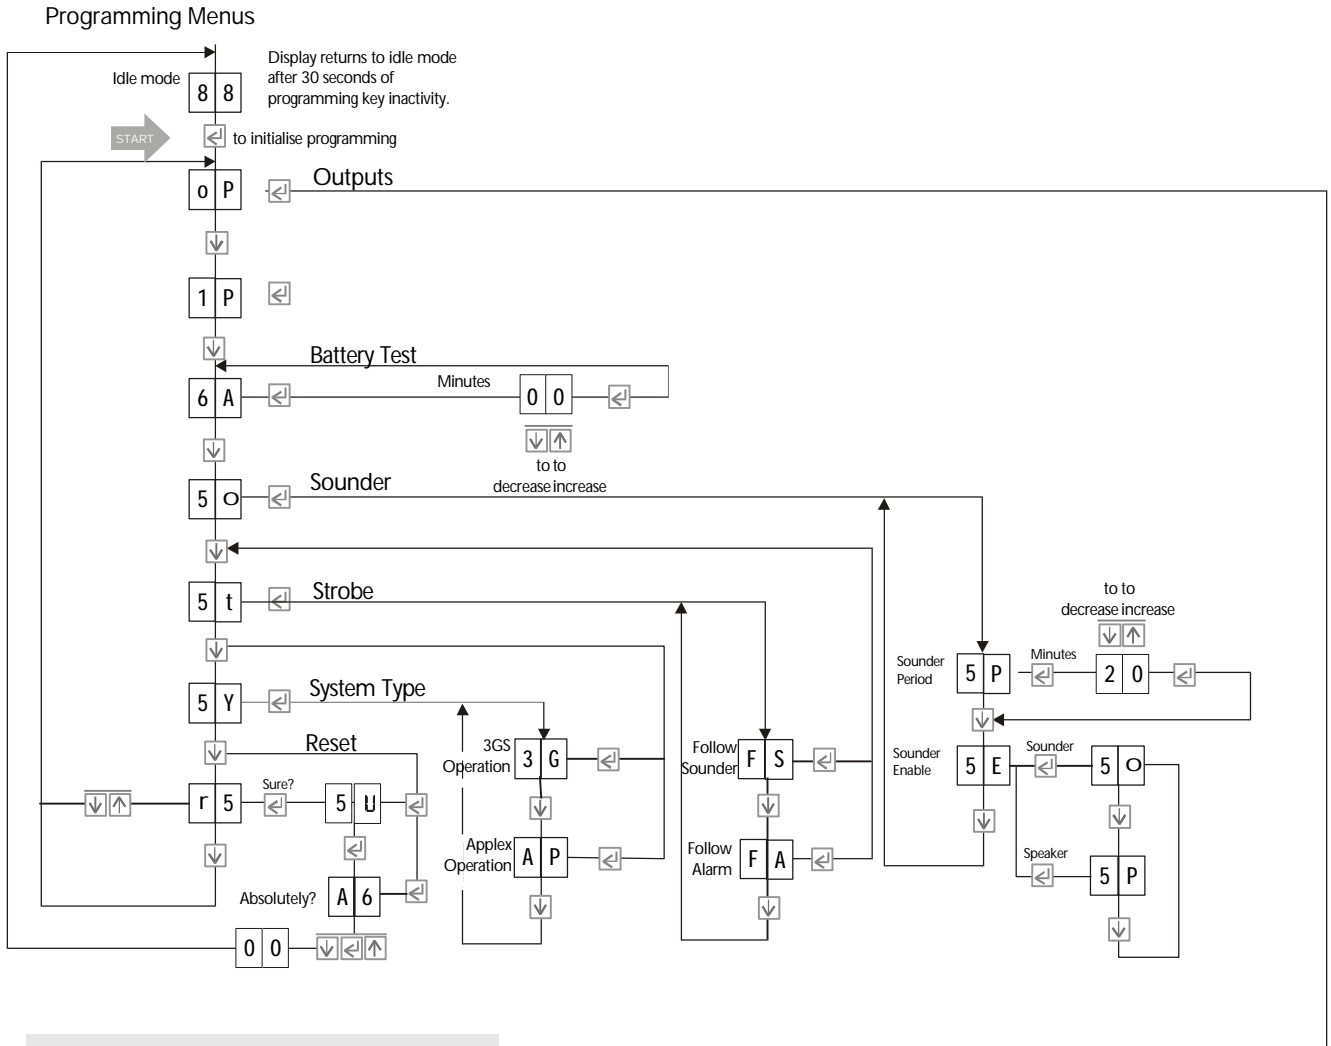 Programming Menus
Idle mode
8 8
Display returns to idle mode
after 30 seconds of
programming key inactivity.
START
to initialise programming
o P
Outputs
1 P
Battery Test
6 A
Minutes
0 0
to to
decrease increase
5 O
Sounder
5 t
Strobe
to to
decrease increase
Sounder
Period
5 P
Minutes
2 0
5 Y
System Type
Reset
3GS
Operation
3 G
Follow
Sounder
F S
Sounder
Enable
5 E
Sounder
5 O
r 5
Sure?
5 U
Applex
Operation
A P
Follow
Alarm
F A
Speaker
5 P
Absolutely?
A 6
0 0